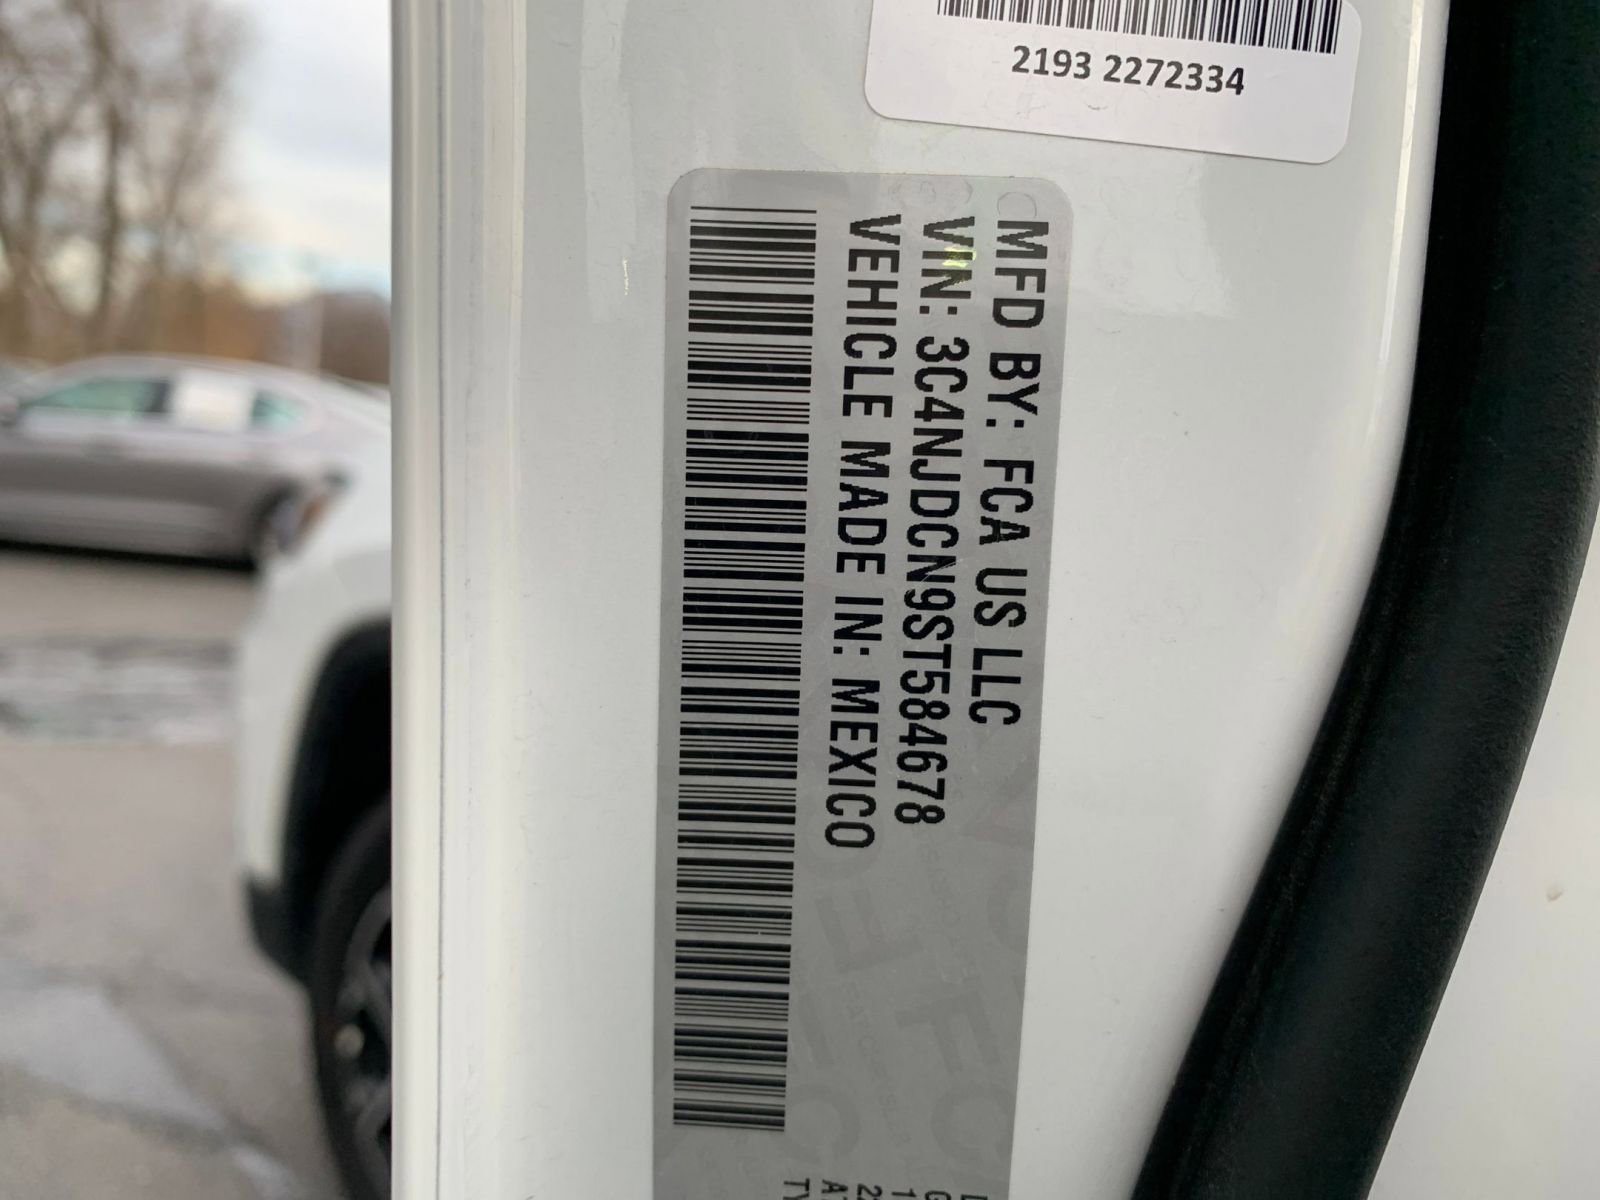 2193 2272334
MFD BY: FCA US LLC
VIN: 3C4NJDCN9ST584678
VEHICLE MADE IN: MEXICO